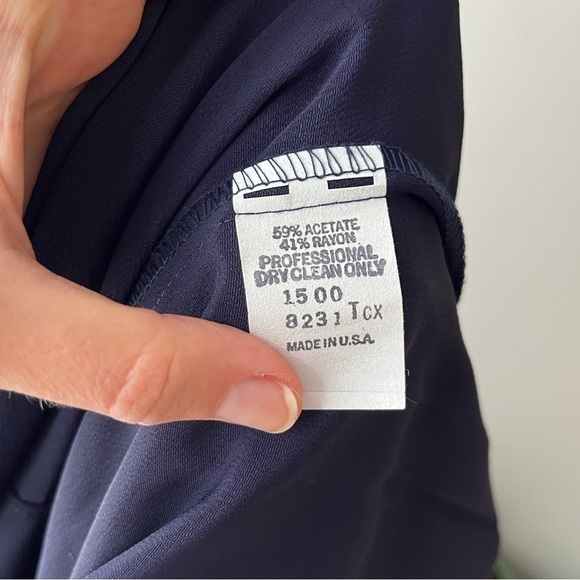 59% ACETATE
41% RAYON
PROFESSIONAL
DRY CLEAN ONLY
1500
8231 TCX
MADE IN U.S.A.